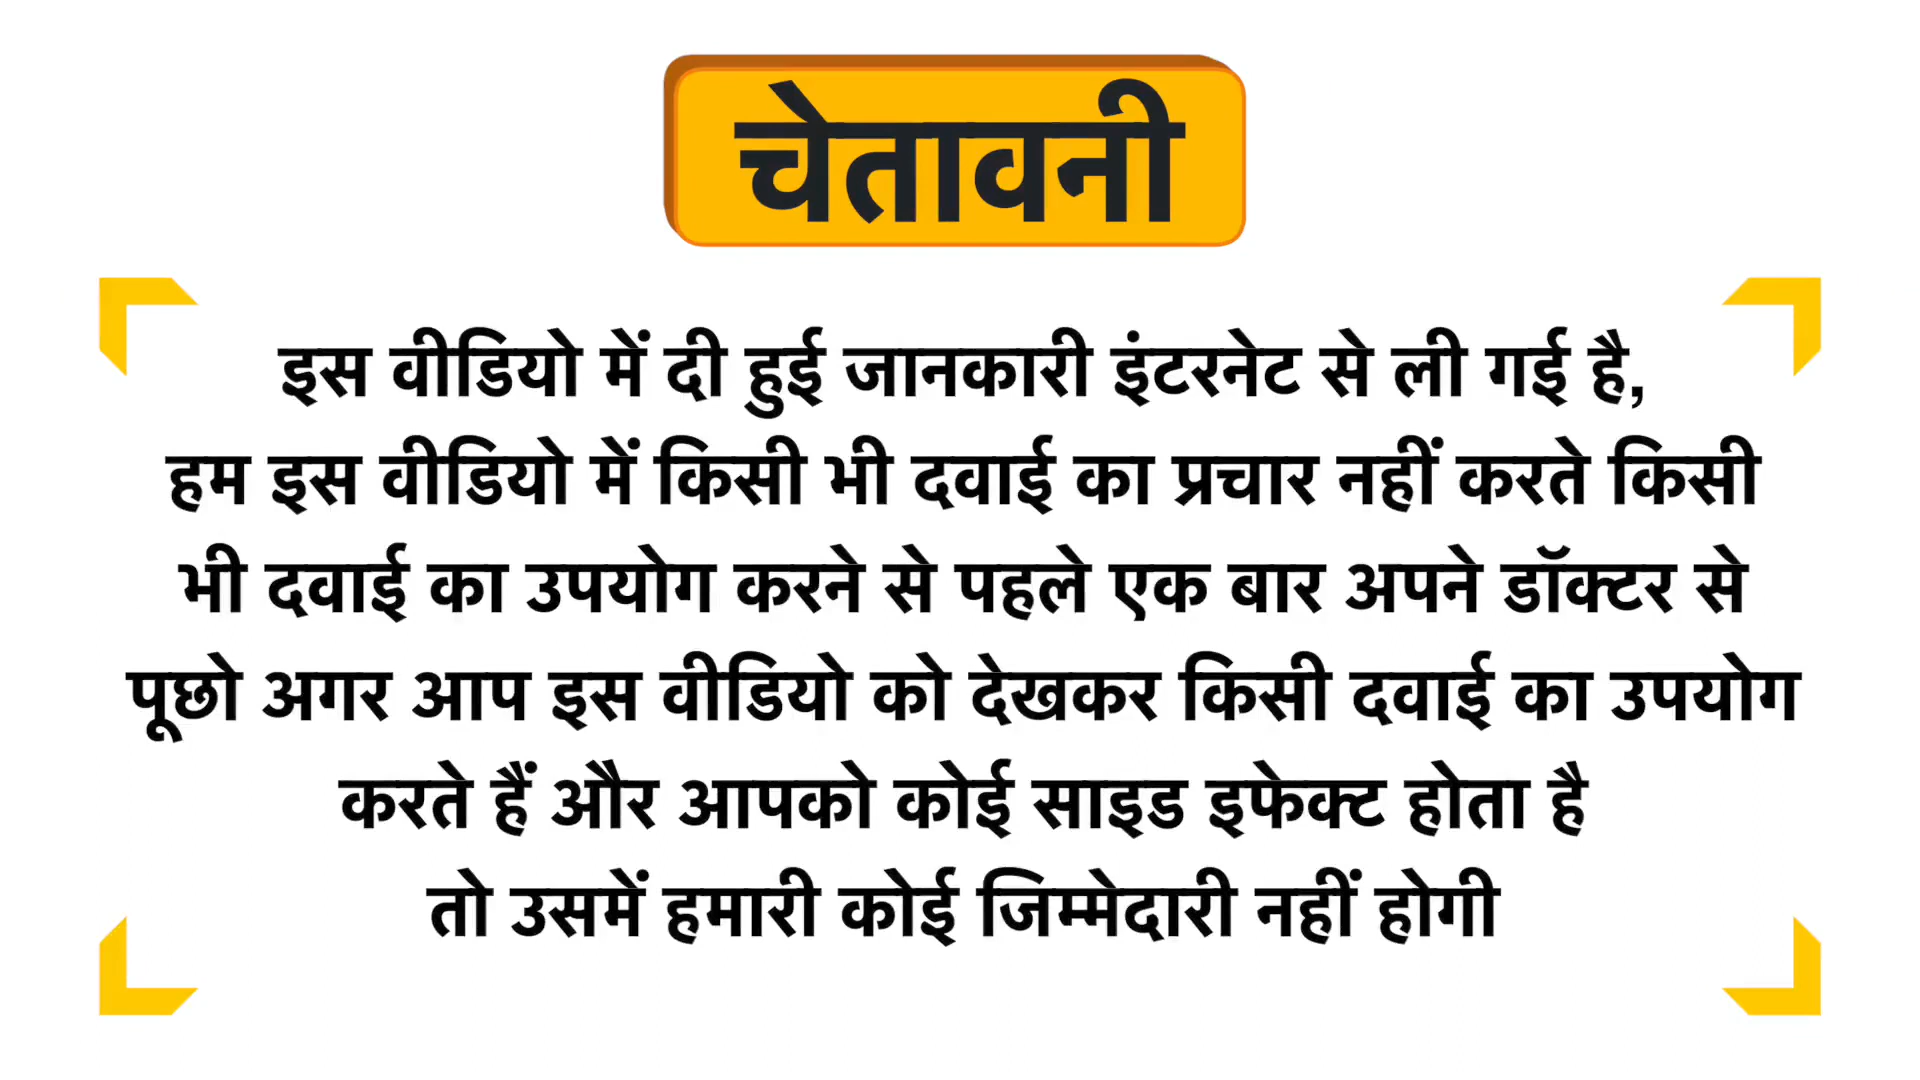 चेतावनी
इस वीडियो में दी हुई जानकारी इंटरनेट से ली गई है,
हम इस वीडियो में किसी भी दवाई का प्रचार नहीं करते किसी
भी दवाई का उपयोग करने से पहले एक बार अपने डॉक्टर से
पूछो अगर आप इस वीडियो को देखकर किसी दवाई का उपयोग
करते हैं और आपको कोई साइड इफेक्ट होता है
तो उसमें हमारी कोई जिम्मेदारी नहीं होगी